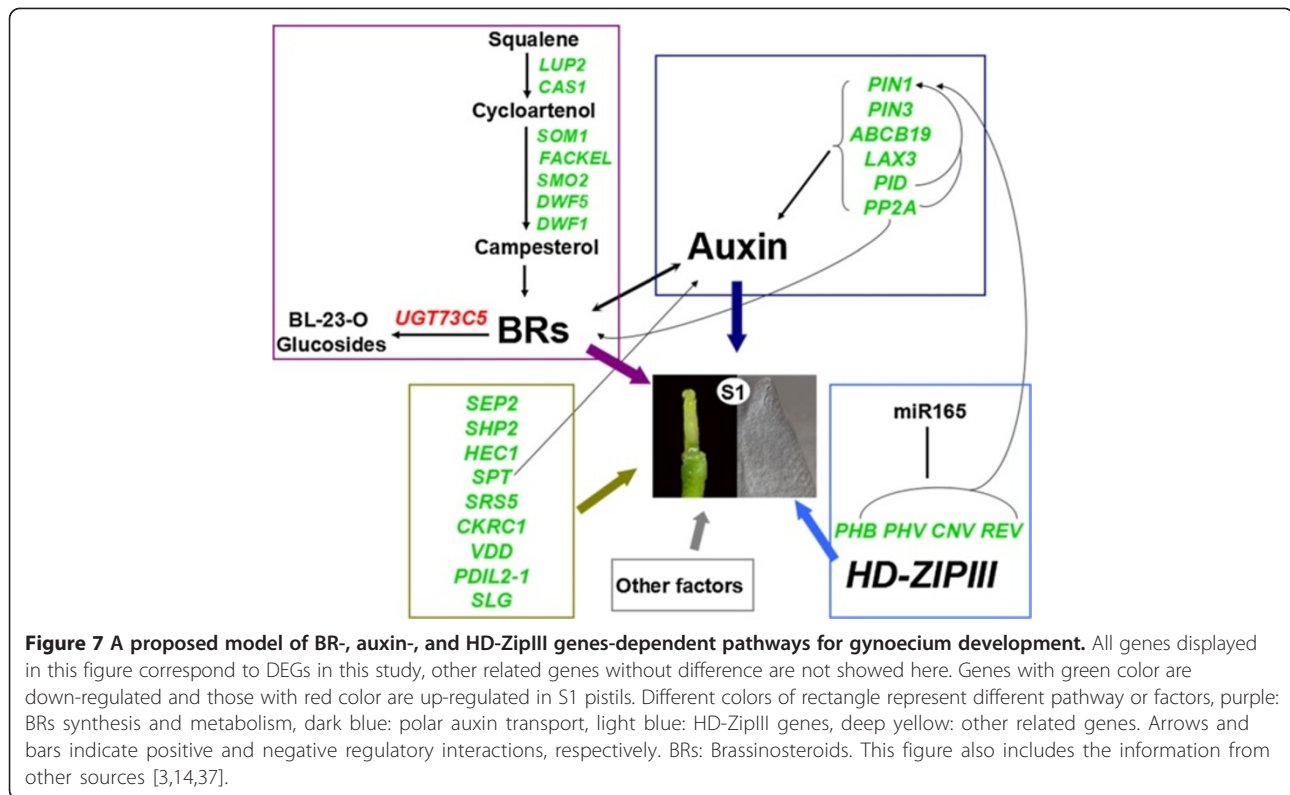 Squalene
LUP2
CAS1
Cycloartenol
SOM1
FACKEL
SMO2
DWF5
DWF1
Campesterol
BL-23-O
Glucosides
UGT73C5
BRs
PIN1
PIN3
ABCB19
LAX3
PID
PP2A
Auxin
S1
SEP2
SHP2
HEC1
SPT
SRS5
CKRC1
VDD
PDIL2-1
SLG
Other factors
miR165
PHB PHV CNV REV
HD-ZIPIII
Figure 7 A proposed model of BR-, auxin-, and HD-ZipIII genes-dependent pathways for gynoecium development. All genes displayed
in this figure correspond to DEGs in this study, other related genes without difference are not showed here. Genes with green color are
down-regulated and those with red color are up-regulated in S1 pistils. Different colors of rectangle represent different pathway or factors, purple:
BRs synthesis and metabolism, dark blue: polar auxin transport, light blue: HD-ZipIII genes, deep yellow: other related genes. Arrows and
bars indicate positive and negative regulatory interactions, respectively. BRs: Brassinosteroids. This figure also includes the information from
other sources [3,14,37].